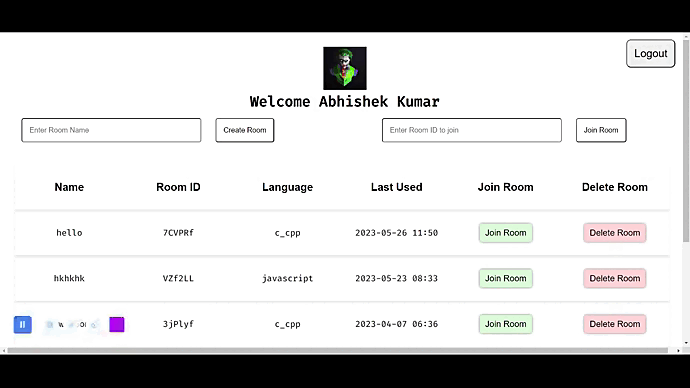 Logout
Welcome Abhishek Kumar
Enter Room Name Create Room Enter Room ID to join Join Room
Name Room ID Language Last Used Join Room Delete Room
hello 7CVPRf c_cpp 2023-05-26 11:50 Join Room Delete Room
hkhkhk VZf2LL javascript 2023-05-23 08:33 Join Room Delete Room
3jPlyf c_cpp 2023-04-07 06:36 Join Room Delete Room